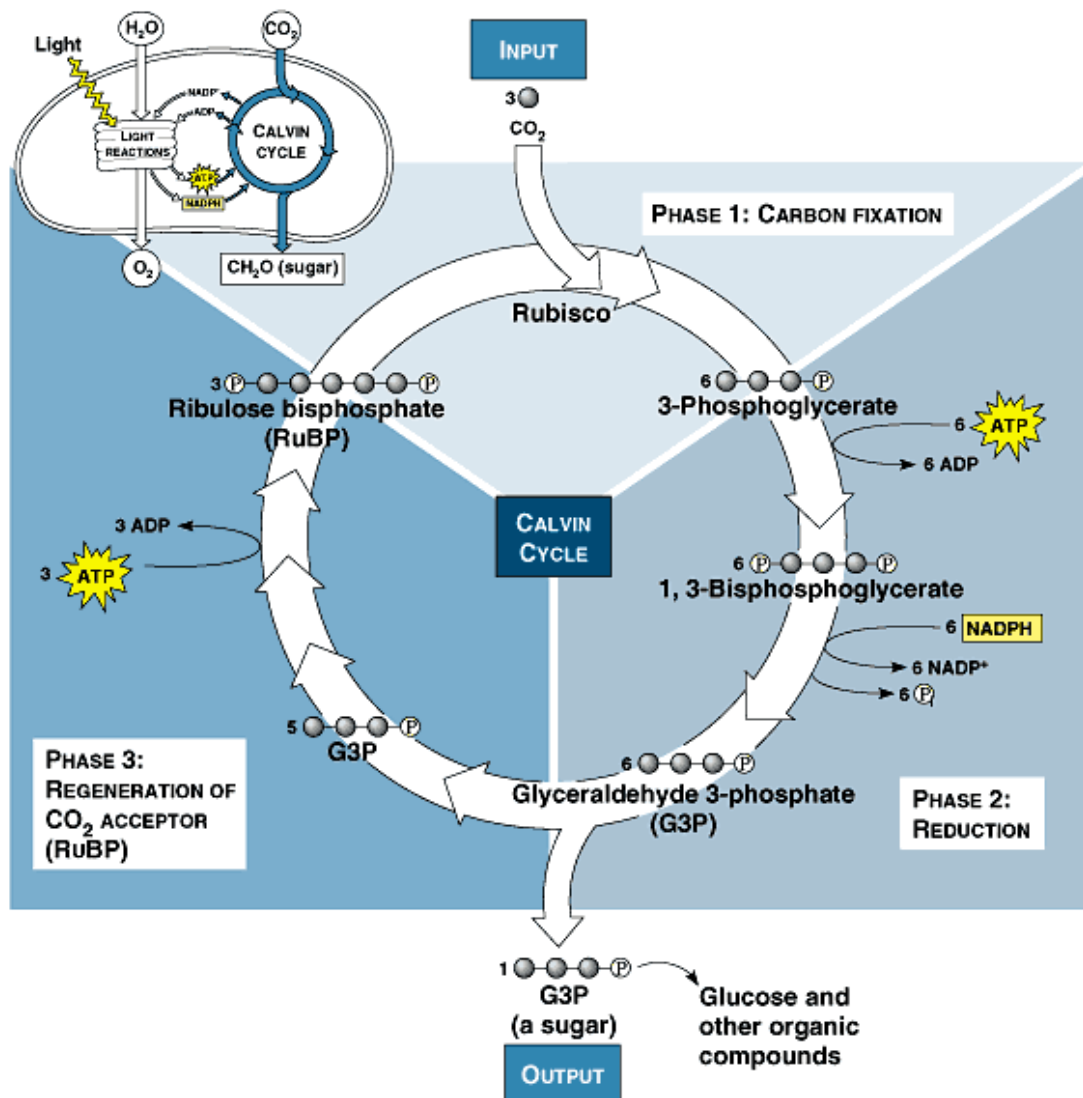 Light
H₂O
CO₂
NADP⁺
ADP
LIGHT
REACTIONS
CALVIN
CYCLE
ATP
NADPH
O₂
CH₂O (sugar)
INPUT
3
CO₂
PHASE 1: CARBON FIXATION
Rubisco
3 P P
Ribulose bisphosphate
(RuBP)
6 P
3-Phosphoglycerate
6 ATP
6 ADP
CALVIN
CYCLE
3 ADP
3 ATP
6 P P
1, 3-Bisphosphoglycerate
6 NADPH
6 NADP⁺
6 Pᵢ
5 P
G3P
6 P
Glyceraldehyde 3-phosphate
(G3P)
PHASE 3:
REGENERATION OF
CO₂ ACCEPTOR
(RUBP)
PHASE 2:
REDUCTION
1 P
G3P
(a sugar)
Glucose and
other organic
compounds
OUTPUT